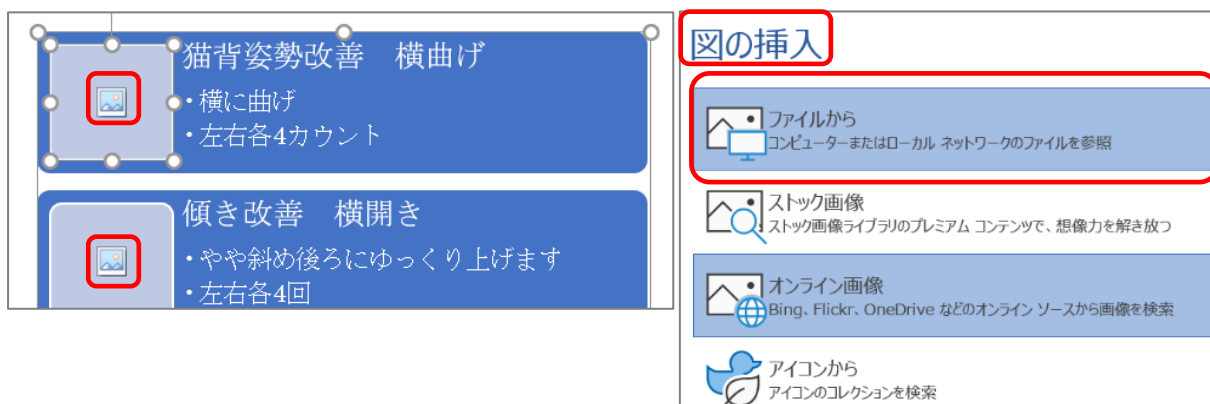 猫背姿勢改善　横曲げ
・横に曲げ
・左右各4カウント
傾き改善　横開き
・やや斜め後ろにゆっくり上げます
・左右各4回
図の挿入
ファイルから
コンピューターまたはローカル ネットワークのファイルを参照
ストック画像
ストック画像ライブラリのプレミアム コンテンツで、想像力を解き放つ
オンライン画像
Bing、Flickr、OneDrive などのオンライン ソースから画像を検索
アイコンから
アイコンのコレクションを検索